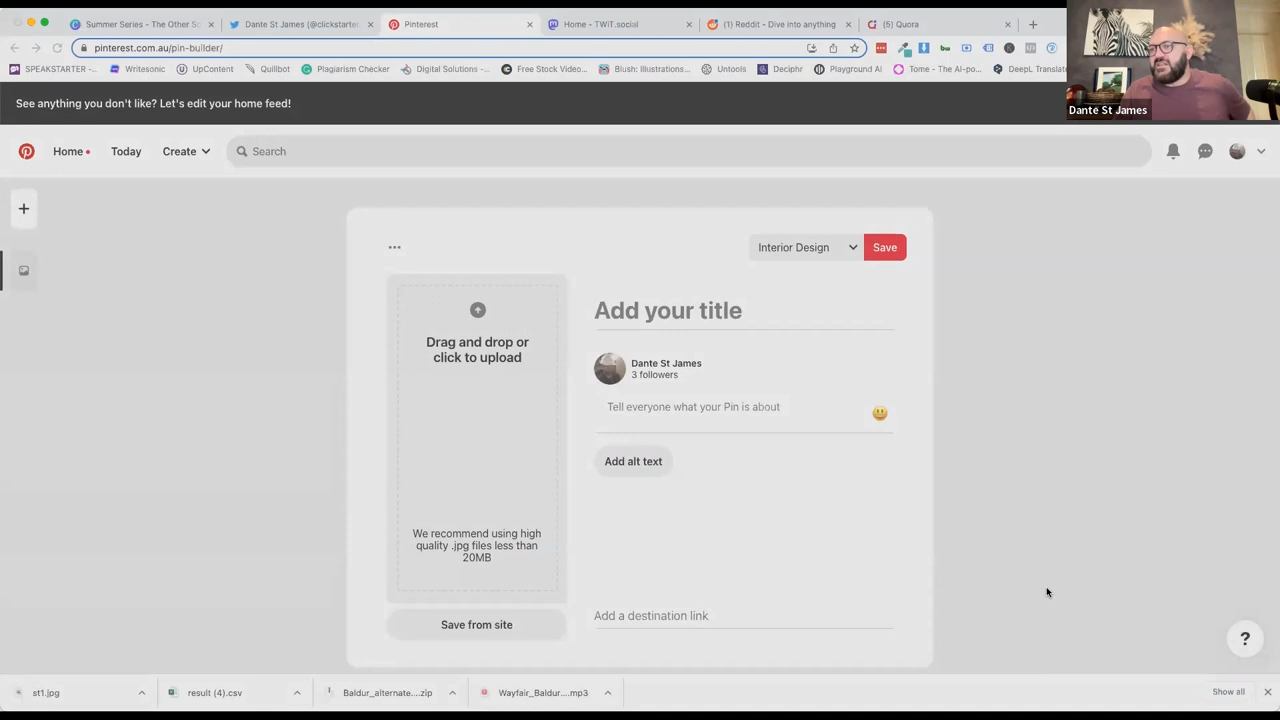 Summer Series - The Other So
Dante St James (@clickstarter
Pinterest
Home - TWiT.social
(1) Reddit - Dive into anything
(5) Quora
pinterest.com.au/pin-builder/
SPEAKSTARTER -...
Writesonic
UpContent
Quillbot
Plagiarism Checker
Digital Solutions -...
Free Stock Video...
Blush: Illustrations...
Untools
Deciphr
Playground AI
Tome - The AI-po...
DeepL Translate
See anything you don't like? Let's edit your home feed!
Dante St James
Home
Today
Create
Search
Interior Design
Save
Drag and drop or
click to upload
We recommend using high
quality .jpg files less than
20MB
Save from site
Add your title
Dante St James
3 followers
Tell everyone what your Pin is about
Add alt text
Add a destination link
?
st1.jpg
result (4).csv
Baldur_alternate....zip
Wayfair_Baldur....mp3
Show all